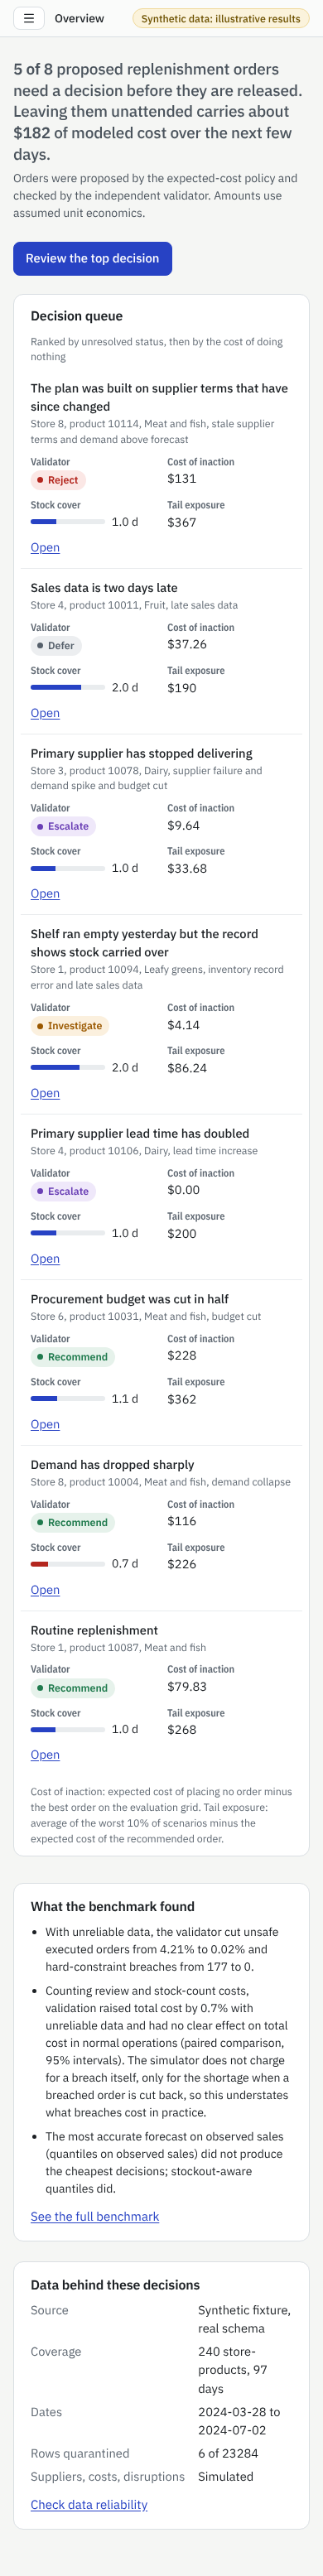 ☰ Overview Synthetic data: illustrative results
5 of 8 proposed replenishment orders
need a decision before they are released.
Leaving them unattended carries about
$182 of modeled cost over the next few
days.
Orders were proposed by the expected-cost policy and
checked by the independent validator. Amounts use
assumed unit economics.
Review the top decision
Decision queue
Ranked by unresolved status, then by the cost of doing
nothing
The plan was built on supplier terms that have
since changed
Store 8, product 10114, Meat and fish, stale supplier
terms and demand above forecast
Validator Cost of inaction
Reject $131
Stock cover Tail exposure
1.0 d $367
Open
Sales data is two days late
Store 4, product 10011, Fruit, late sales data
Validator Cost of inaction
Defer $37.26
Stock cover Tail exposure
2.0 d $190
Open
Primary supplier has stopped delivering
Store 3, product 10078, Dairy, supplier failure and
demand spike and budget cut
Validator Cost of inaction
Escalate $9.64
Stock cover Tail exposure
1.0 d $33.68
Open
Shelf ran empty yesterday but the record
shows stock carried over
Store 1, product 10094, Leafy greens, inventory record
error and late sales data
Validator Cost of inaction
Investigate $4.14
Stock cover Tail exposure
2.0 d $86.24
Open
Primary supplier lead time has doubled
Store 4, product 10106, Dairy, lead time increase
Validator Cost of inaction
Escalate $0.00
Stock cover Tail exposure
1.0 d $200
Open
Procurement budget was cut in half
Store 6, product 10031, Meat and fish, budget cut
Validator Cost of inaction
Recommend $228
Stock cover Tail exposure
1.1 d $362
Open
Demand has dropped sharply
Store 8, product 10004, Meat and fish, demand collapse
Validator Cost of inaction
Recommend $116
Stock cover Tail exposure
0.7 d $226
Open
Routine replenishment
Store 1, product 10087, Meat and fish
Validator Cost of inaction
Recommend $79.83
Stock cover Tail exposure
1.0 d $268
Open
Cost of inaction: expected cost of placing no order minus
the best order on the evaluation grid. Tail exposure:
average of the worst 10% of scenarios minus the
expected cost of the recommended order.
What the benchmark found
• With unreliable data, the validator cut unsafe
executed orders from 4.21% to 0.02% and
hard-constraint breaches from 177 to 0.
• Counting review and stock-count costs,
validation raised total cost by 0.7% with
unreliable data and had no clear effect on total
cost in normal operations (paired comparison,
95% intervals). The simulator does not charge
for a breach itself, only for the shortage when a
breached order is cut back, so this understates
what breaches cost in practice.
• The most accurate forecast on observed sales
(quantiles on observed sales) did not produce
the cheapest decisions; stockout-aware
quantiles did.
See the full benchmark
Data behind these decisions
Source Synthetic fixture,
real schema
Coverage 240 store-
products, 97
days
Dates 2024-03-28 to
2024-07-02
Rows quarantined 6 of 23284
Suppliers, costs, disruptions Simulated
Check data reliability